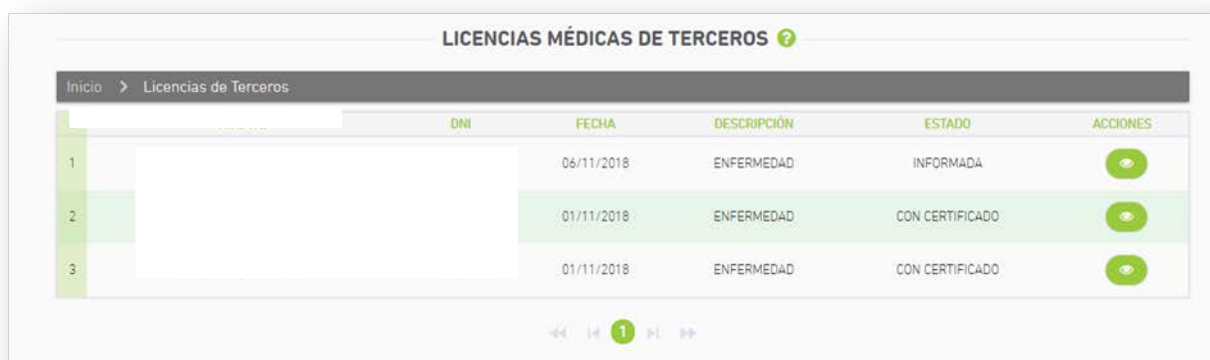 LICENCIAS MÉDICAS DE TERCEROS ?
Inicio > Licencias de Terceros
DNI FECHA DESCRIPCIÓN ESTADO ACCIONES
1 06/11/2018 ENFERMEDAD INFORMADA
2 01/11/2018 ENFERMEDAD CON CERTIFICADO
3 01/11/2018 ENFERMEDAD CON CERTIFICADO
1